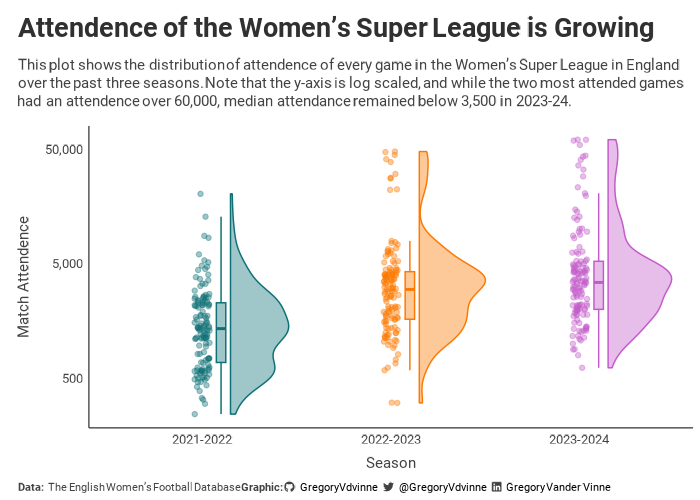 Attendence of the Women's Super League is Growing
This plot shows the distribution of attendence of every game in the Women's Super League in England
over the past three seasons. Note that the y-axis is log scaled, and while the two most attended games
had an attendence over 60,000, median attendance remained below 3,500 in 2023-24.
50,000
5,000
500
Match Attendence
2021-2022
2022-2023
2023-2024
Season
Data: The English Women's Football Database Graphic: GregoryVdvinne @GregoryVdvinne Gregory Vander Vinne